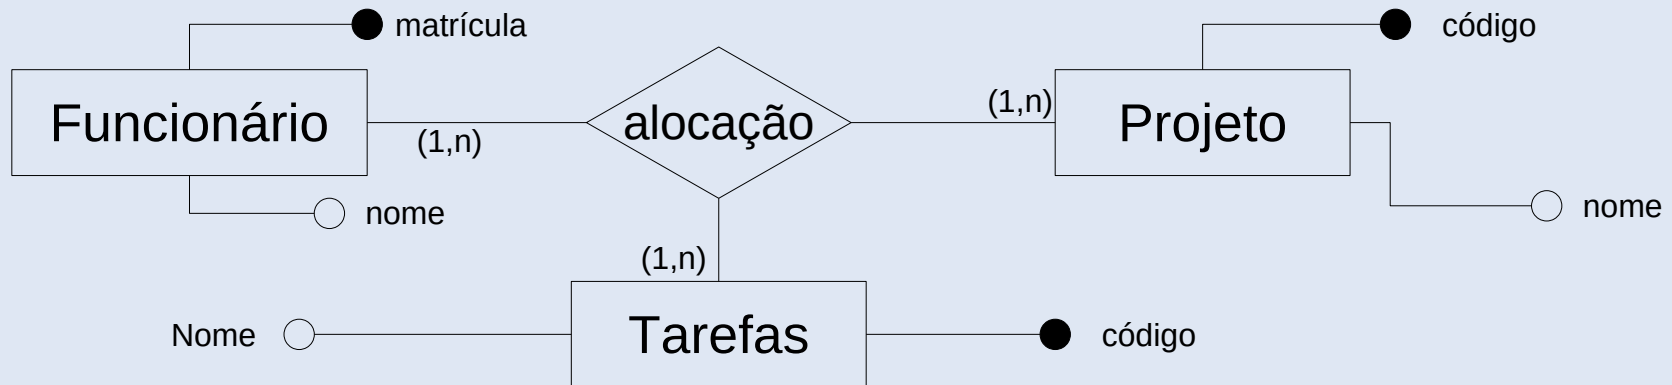 matrícula
código
Funcionário
alocação
Projeto
(1,n)
(1,n)
nome
nome
(1,n)
Tarefas
Nome
código